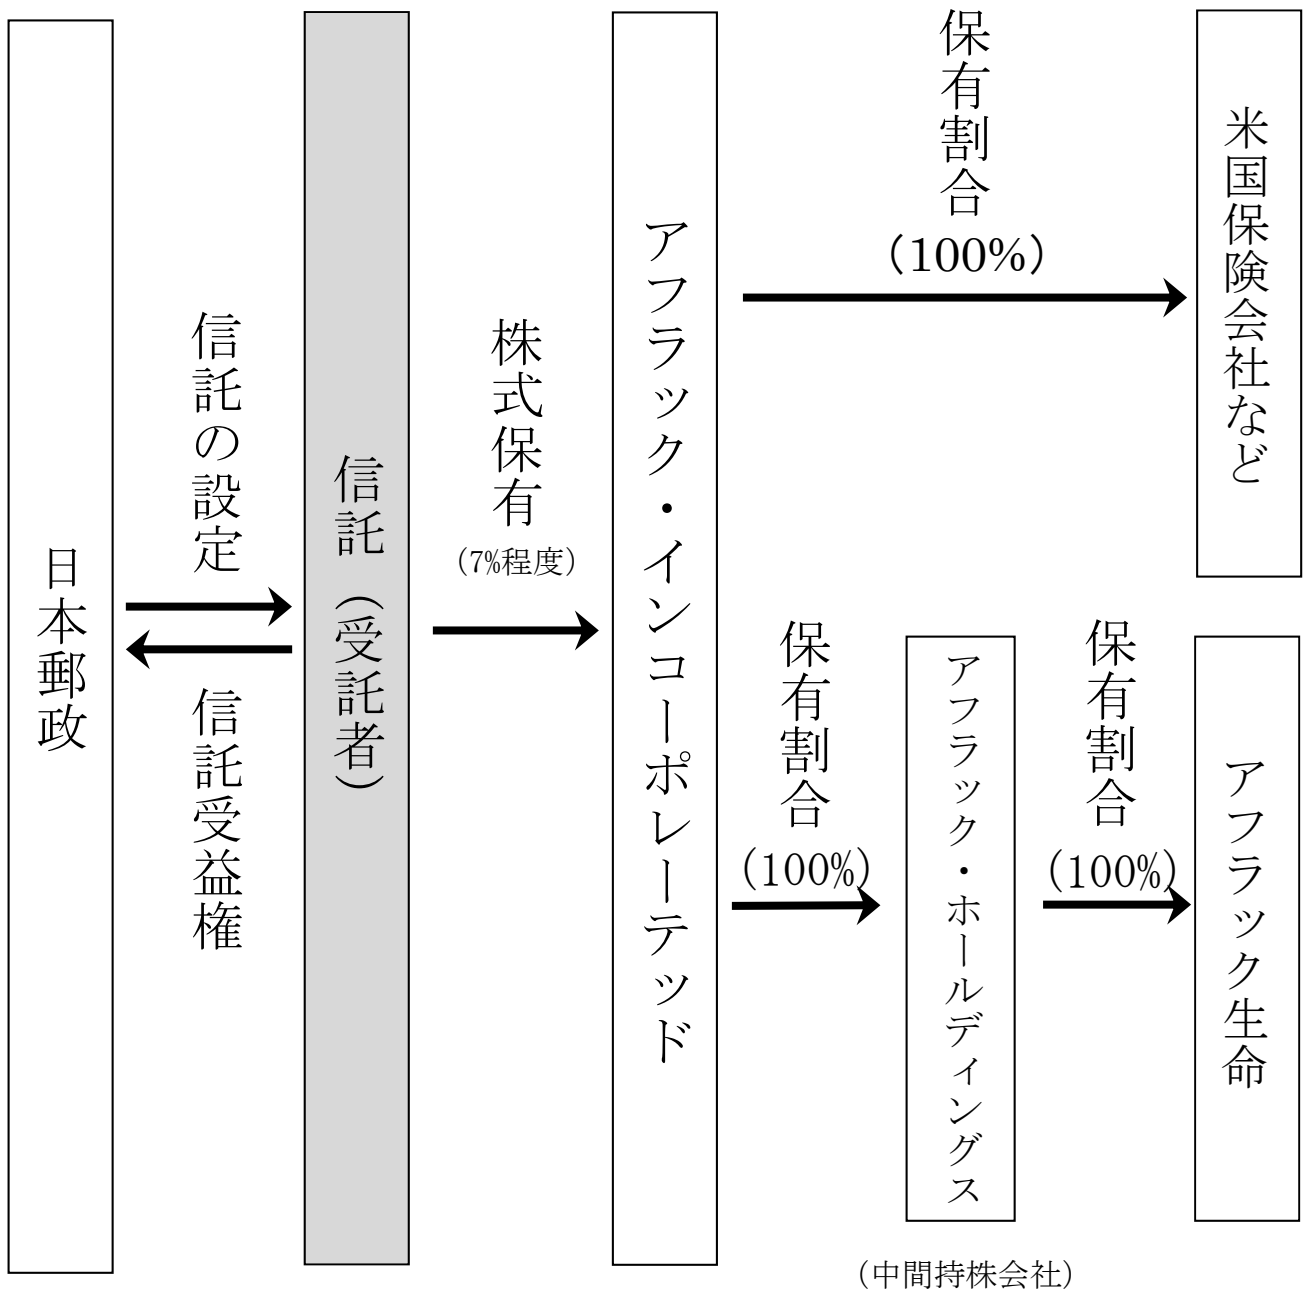 日本郵政
信託の設定
信託受益権
信託（受託者）
株式保有
（7%程度）
アフラック・インコーポレーテッド
保有割合
（100%）
米国保険会社など
保有割合
（100%）
アフラック・ホールディングス
（中間持株会社）
保有割合
（100%）
アフラック生命